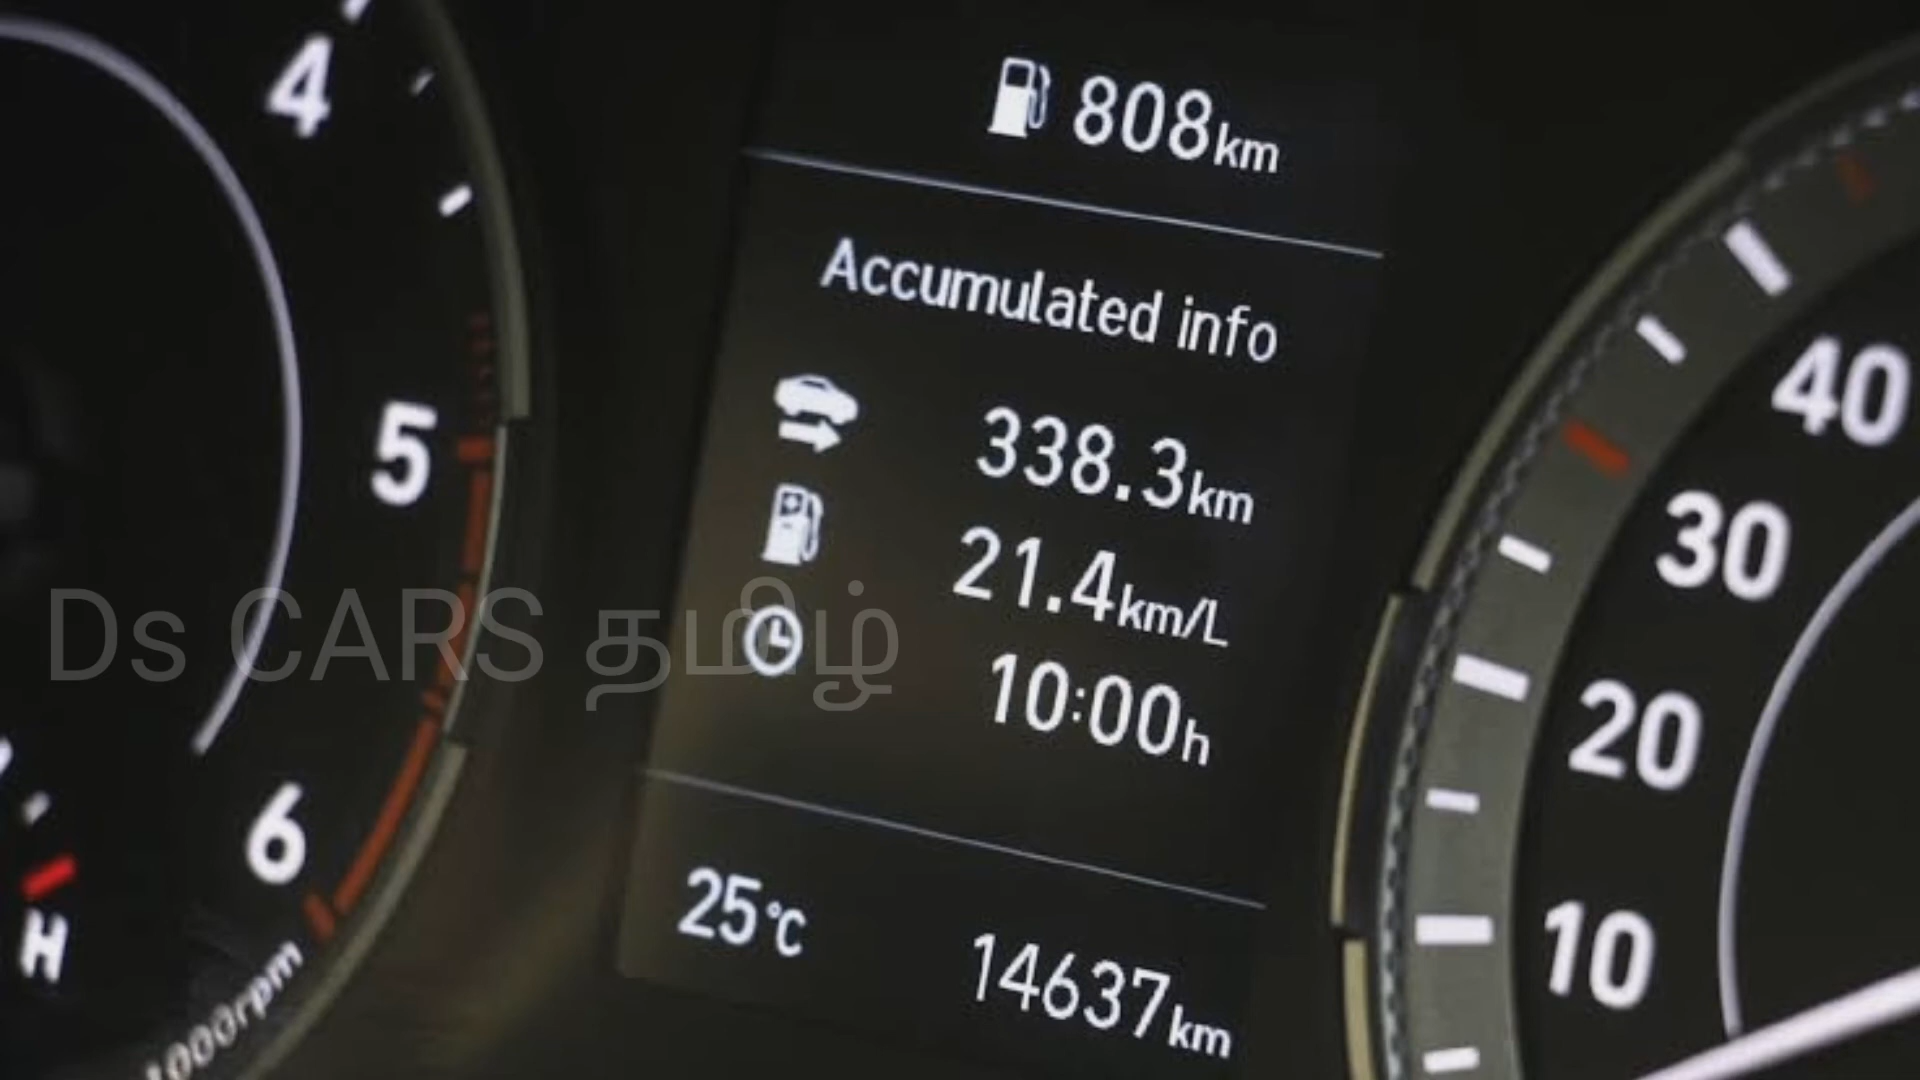 808km
Accumulated info
338.3km
21.4km/L
10:00h
25°C
14637km
4
5
6
H
1000rpm
40
30
20
10
Ds CARS தமிழ்